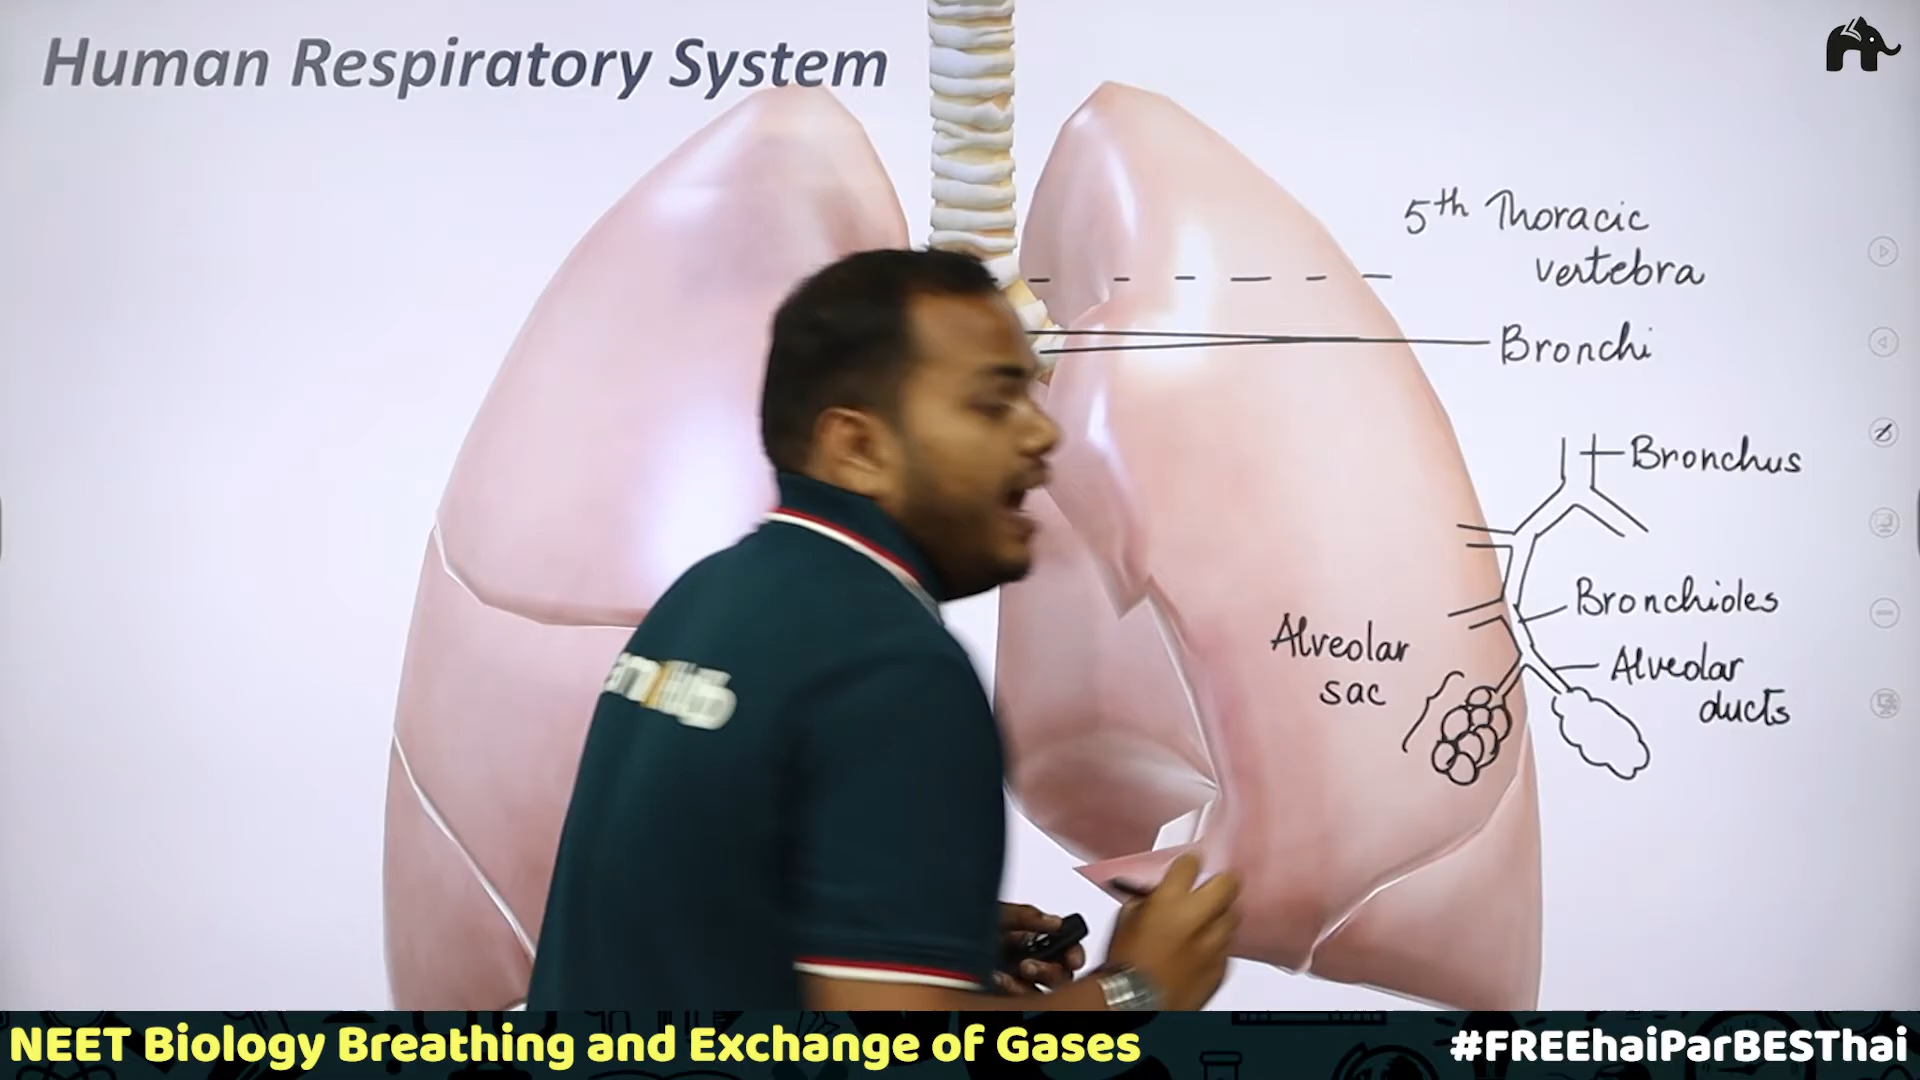 Human Respiratory System
5th Thoracic
vertebra
Bronchi
Bronchus
Bronchioles
Alveolar
sac
Alveolar
ducts
NEET Biology Breathing and Exchange of Gases
#FREEhaiParBESThai